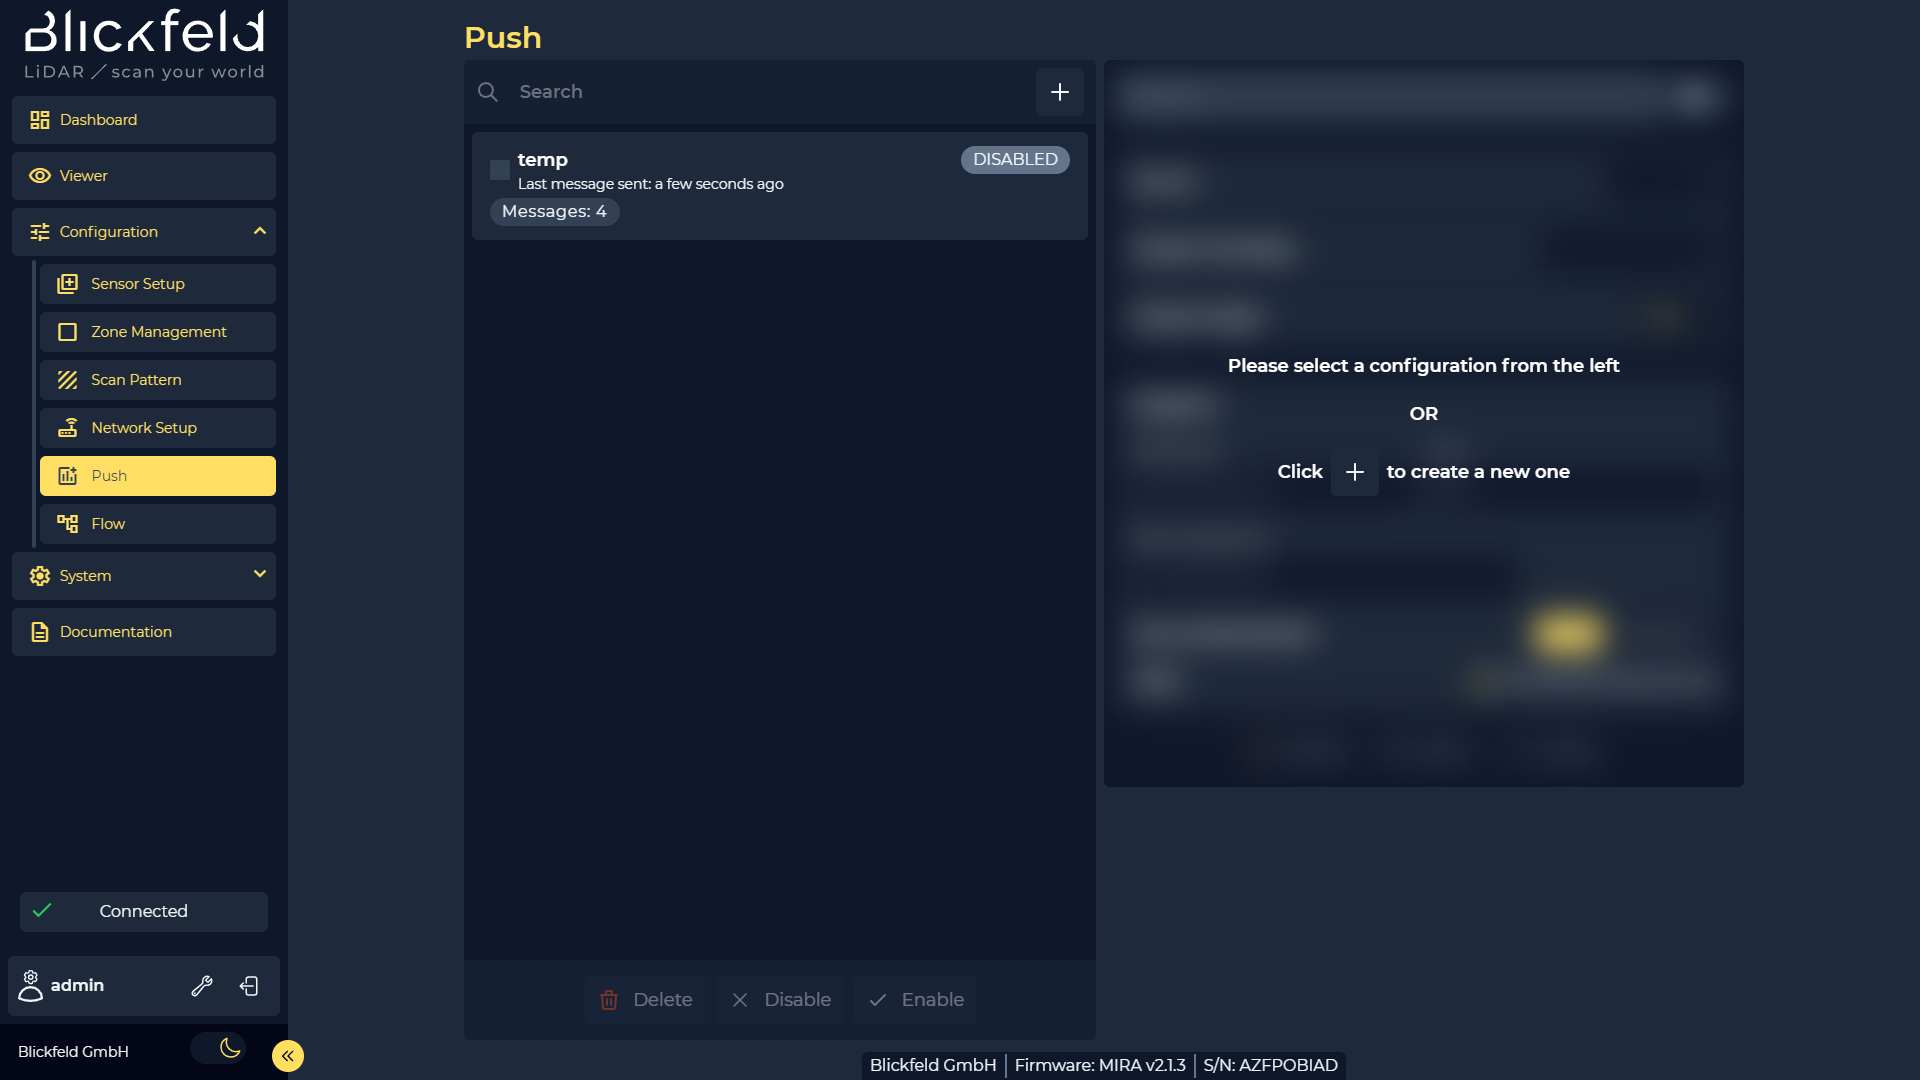 Blickfeld
LiDAR / scan your world
Dashboard
Viewer
Configuration
Sensor Setup
Zone Management
Scan Pattern
Network Setup
Push
Flow
System
Documentation
Connected
admin
Blickfeld GmbH
Push
Search
temp
DISABLED
Last message sent: a few seconds ago
Messages: 4
Delete
Disable
Enable
Please select a configuration from the left
OR
Click + to create a new one
Blickfeld GmbH | Firmware: MIRA v2.1.3 | S/N: AZFPOBIAD